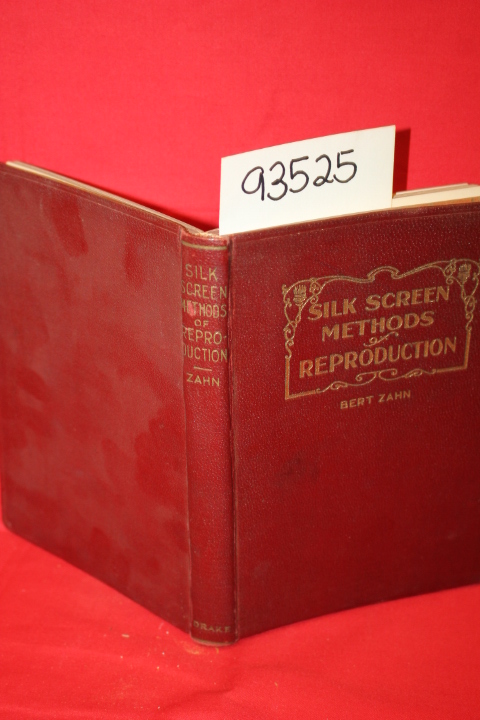 93525
SILK
SCREEN
METHODS
OF
REPRO-
DUCTION
ZAHN
DRAKE
SILK SCREEN
METHODS
of
REPRODUCTION
BERT ZAHN